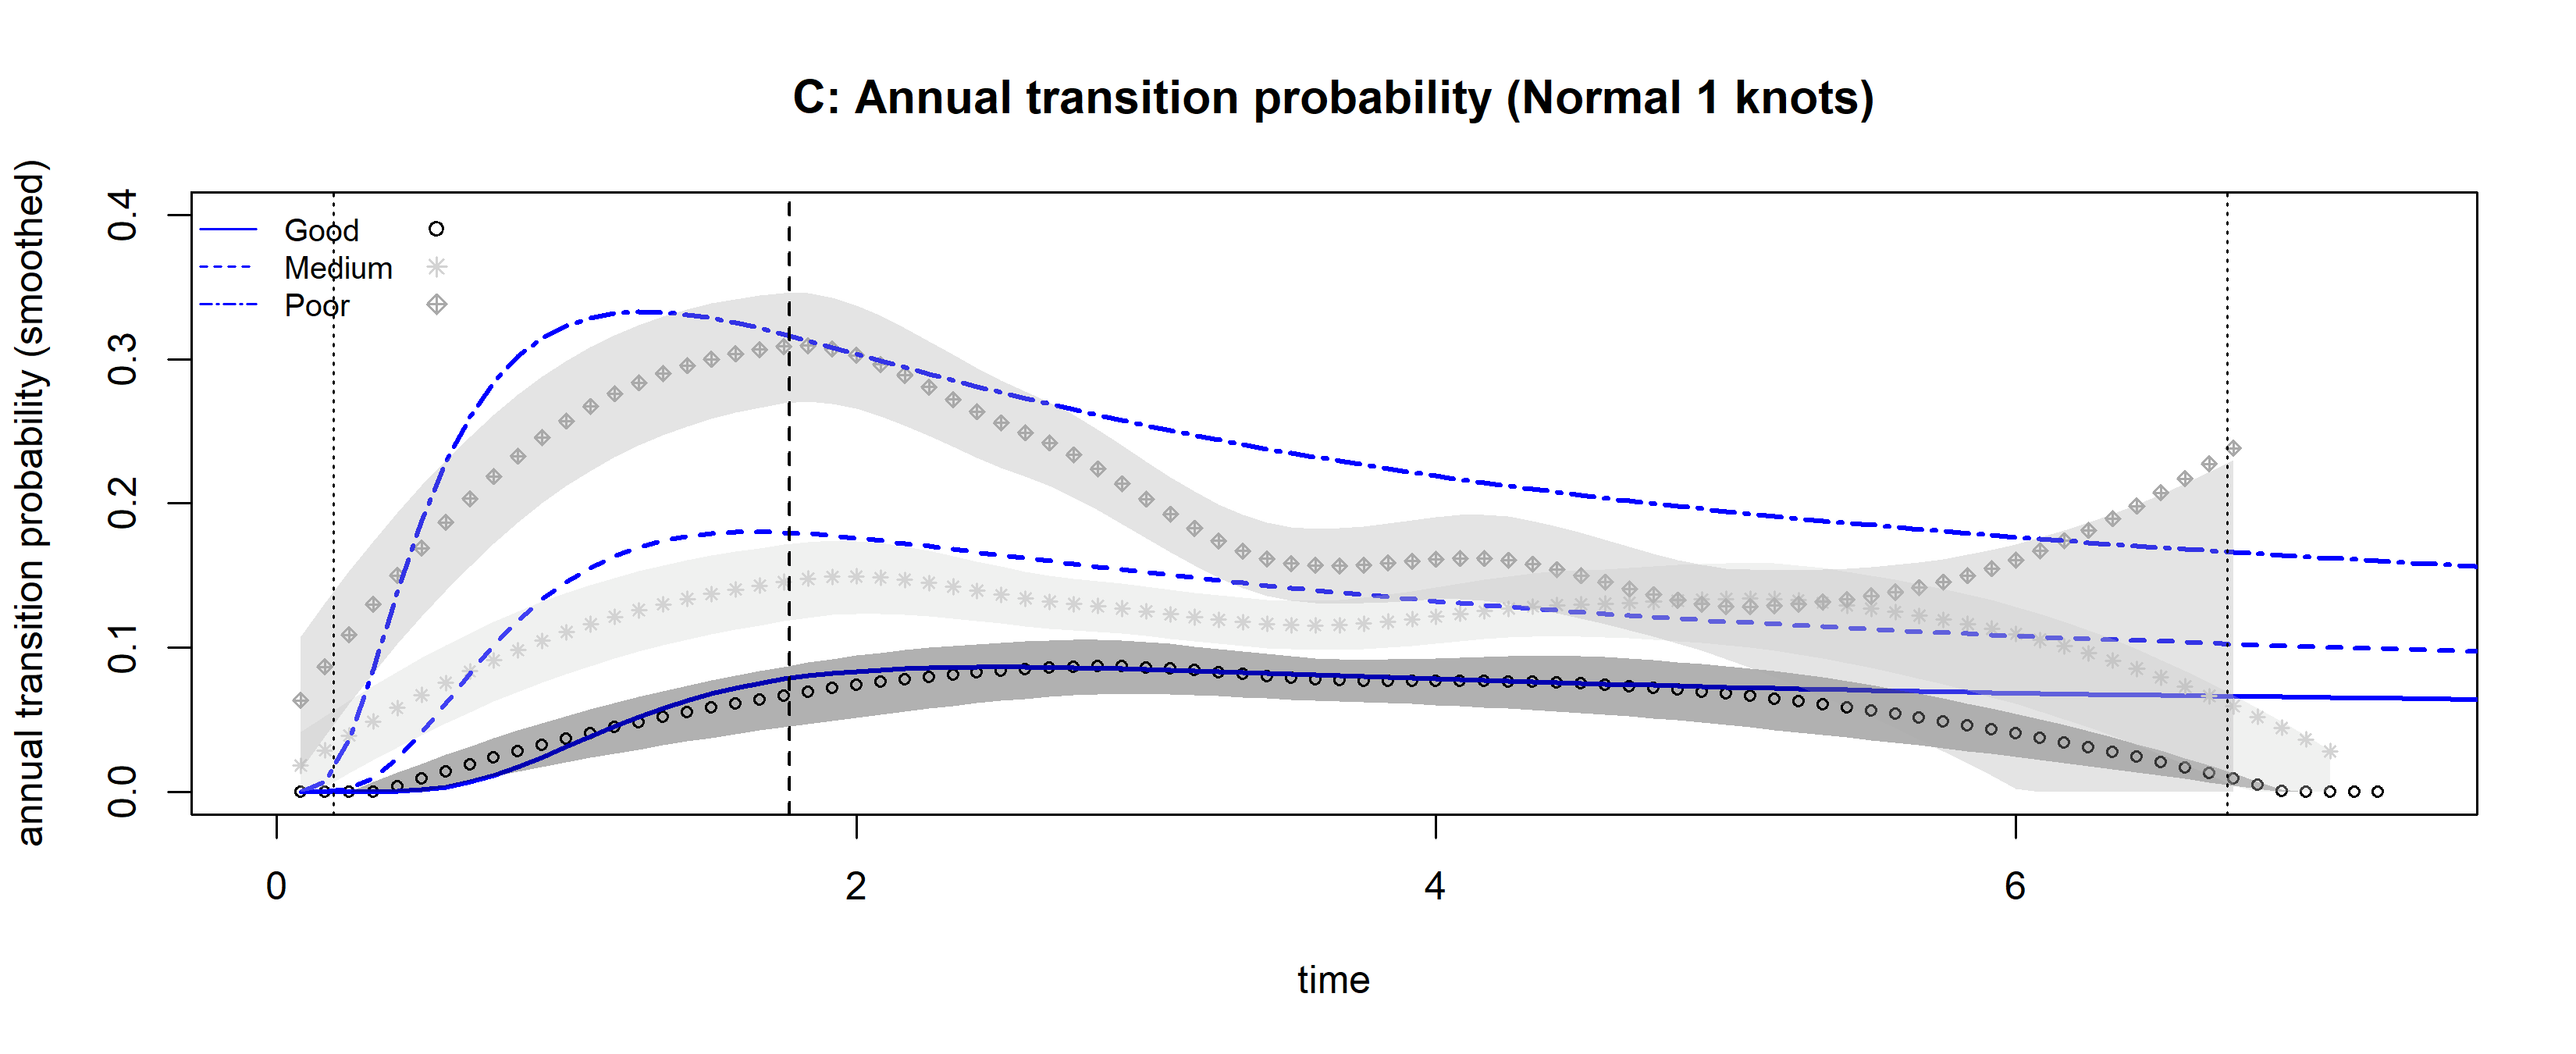 C: Annual transition probability (Normal 1 knots)
annual transition probability (smoothed)
0.4
0.3
0.2
0.1
0.0
Good
Medium
Poor
0 2 4 6
time